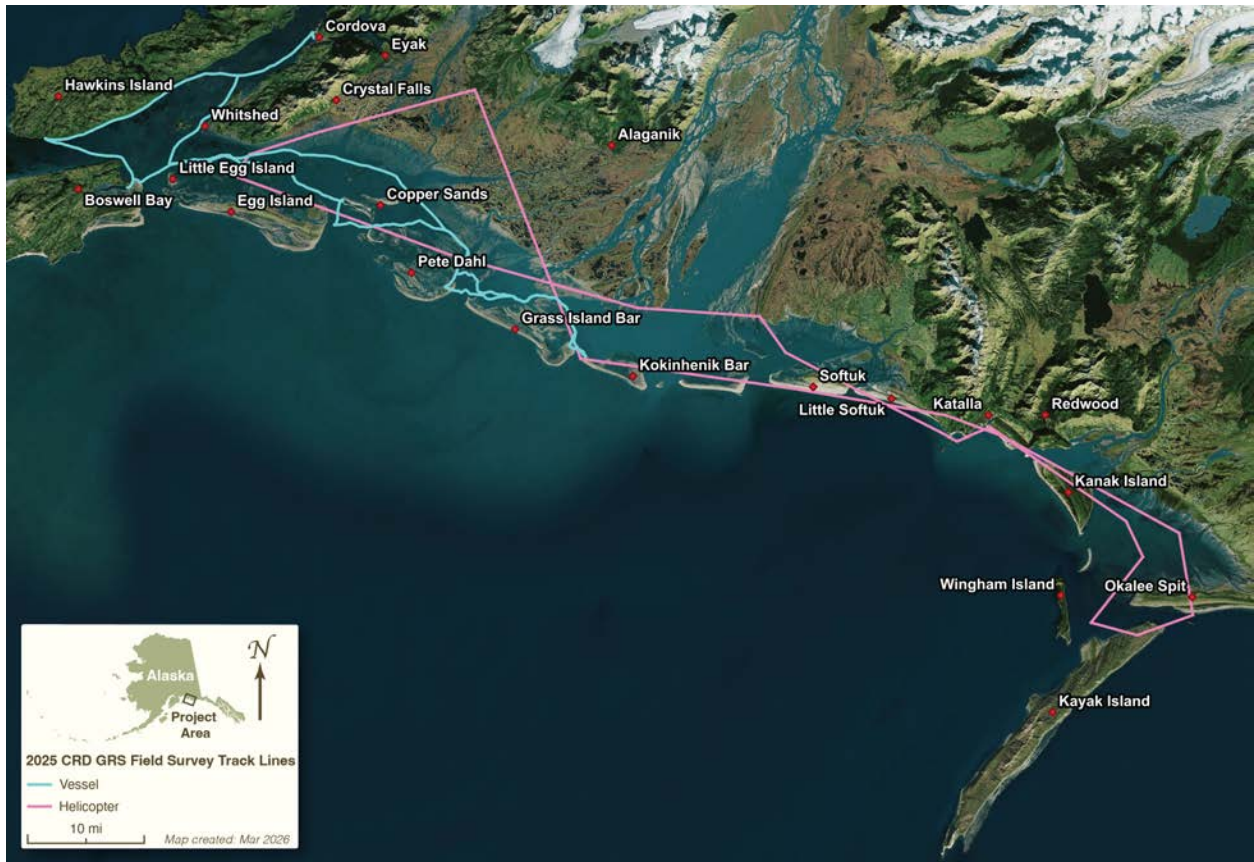 Cordova
Eyak
Hawkins Island
Crystal Falls
Whitshed
Alaganik
Little Egg Island
Boswell Bay
Egg Island
Copper Sands
Pete Dahl
Grass Island Bar
Kokinhenik Bar
Softuk
Little Softuk
Katalla
Redwood
Kanak Island
Wingham Island
Okalee Spit
Kayak Island
N
Alaska
Project
Area
2025 CRD GRS Field Survey Track Lines
Vessel
Helicopter
10 mi
Map created: Mar 2026